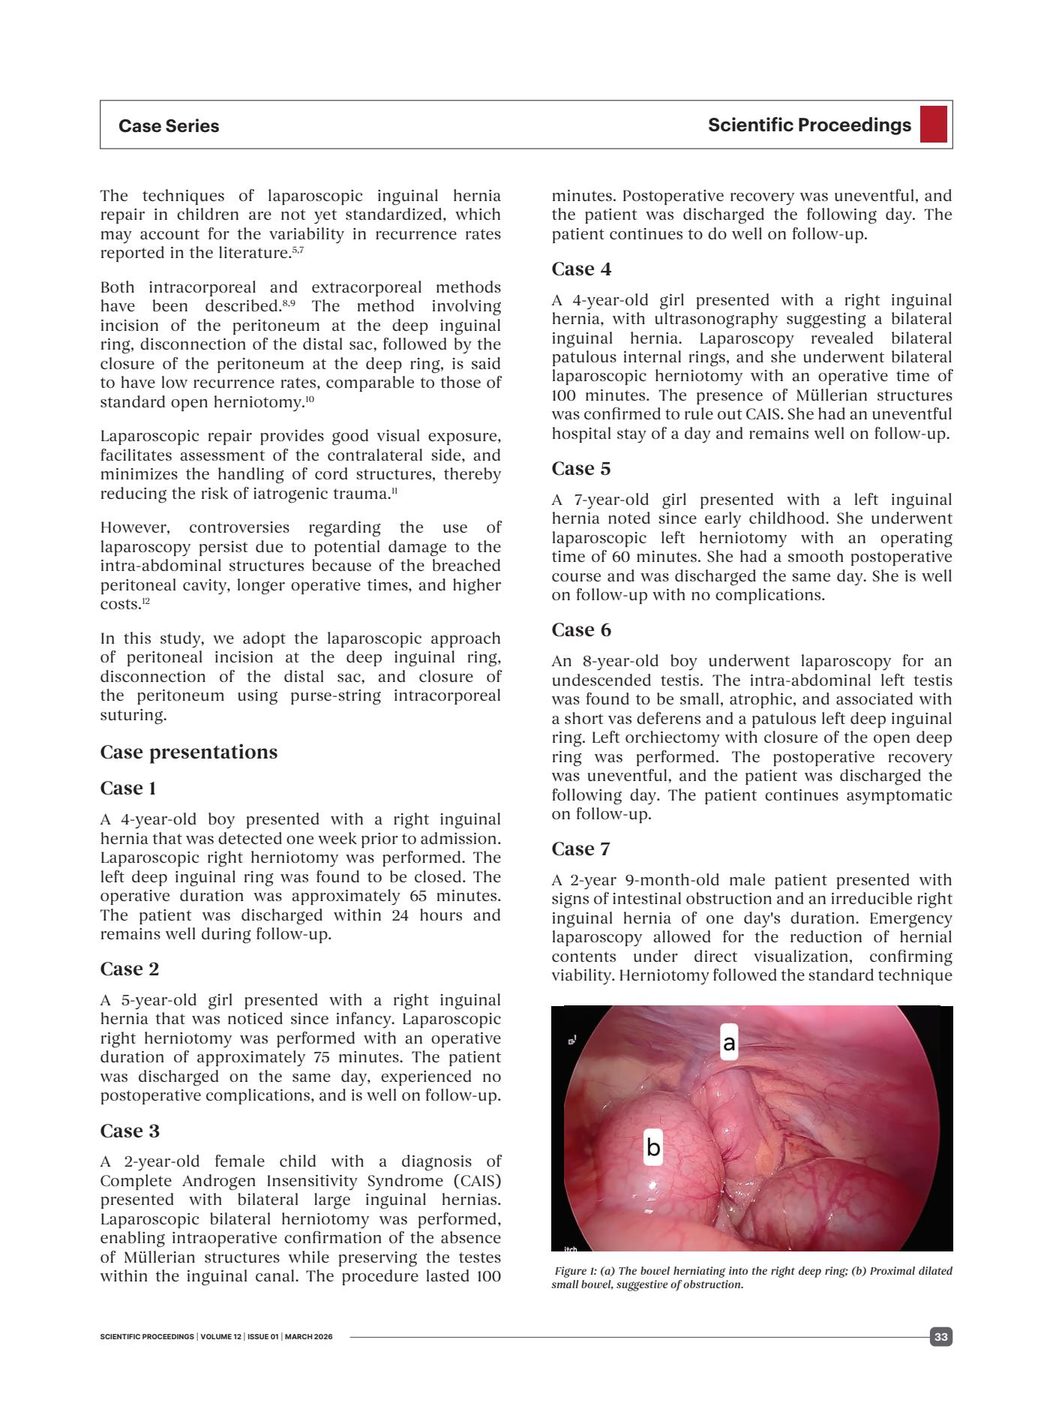 Case Series
Scientific Proceedings
The techniques of laparoscopic inguinal hernia
repair in children are not yet standardized, which
may account for the variability in recurrence rates
reported in the literature.5,7
Both intracorporeal and extracorporeal methods
have been described.8,9 The method involving
incision of the peritoneum at the deep inguinal
ring, disconnection of the distal sac, followed by the
closure of the peritoneum at the deep ring, is said
to have low recurrence rates, comparable to those of
standard open herniotomy.10
Laparoscopic repair provides good visual exposure,
facilitates assessment of the contralateral side, and
minimizes the handling of cord structures, thereby
reducing the risk of iatrogenic trauma.11
However, controversies regarding the use of
laparoscopy persist due to potential damage to the
intra-abdominal structures because of the breached
peritoneal cavity, longer operative times, and higher
costs.12
In this study, we adopt the laparoscopic approach
of peritoneal incision at the deep inguinal ring,
disconnection of the distal sac, and closure of
the peritoneum using purse-string intracorporeal
suturing.
Case presentations
Case 1
A 4-year-old boy presented with a right inguinal
hernia that was detected one week prior to admission.
Laparoscopic right herniotomy was performed. The
left deep inguinal ring was found to be closed. The
operative duration was approximately 65 minutes.
The patient was discharged within 24 hours and
remains well during follow-up.
Case 2
A 5-year-old girl presented with a right inguinal
hernia that was noticed since infancy. Laparoscopic
right herniotomy was performed with an operative
duration of approximately 75 minutes. The patient
was discharged on the same day, experienced no
postoperative complications, and is well on follow-up.
Case 3
A 2-year-old female child with a diagnosis of
Complete Androgen Insensitivity Syndrome (CAIS)
presented with bilateral large inguinal hernias.
Laparoscopic bilateral herniotomy was performed,
enabling intraoperative confirmation of the absence
of Müllerian structures while preserving the testes
within the inguinal canal. The procedure lasted 100
minutes. Postoperative recovery was uneventful, and
the patient was discharged the following day. The
patient continues to do well on follow-up.
Case 4
A 4-year-old girl presented with a right inguinal
hernia, with ultrasonography suggesting a bilateral
inguinal hernia. Laparoscopy revealed bilateral
patulous internal rings, and she underwent bilateral
laparoscopic herniotomy with an operative time of
100 minutes. The presence of Müllerian structures
was confirmed to rule out CAIS. She had an uneventful
hospital stay of a day and remains well on follow-up.
Case 5
A 7-year-old girl presented with a left inguinal
hernia noted since early childhood. She underwent
laparoscopic left herniotomy with an operating
time of 60 minutes. She had a smooth postoperative
course and was discharged the same day. She is well
on follow-up with no complications.
Case 6
An 8-year-old boy underwent laparoscopy for an
undescended testis. The intra-abdominal left testis
was found to be small, atrophic, and associated with
a short vas deferens and a patulous left deep inguinal
ring. Left orchiectomy with closure of the open deep
ring was performed. The postoperative recovery
was uneventful, and the patient was discharged the
following day. The patient continues asymptomatic
on follow-up.
Case 7
A 2-year 9-month-old male patient presented with
signs of intestinal obstruction and an irreducible right
inguinal hernia of one day's duration. Emergency
laparoscopy allowed for the reduction of hernial
contents under direct visualization, confirming
viability. Herniotomy followed the standard technique
a
b
itch
Figure 1: (a) The bowel herniating into the right deep ring; (b) Proximal dilated
small bowel, suggestive of obstruction.
SCIENTIFIC PROCEEDINGS | VOLUME 12 | ISSUE 01 | MARCH 2026
33